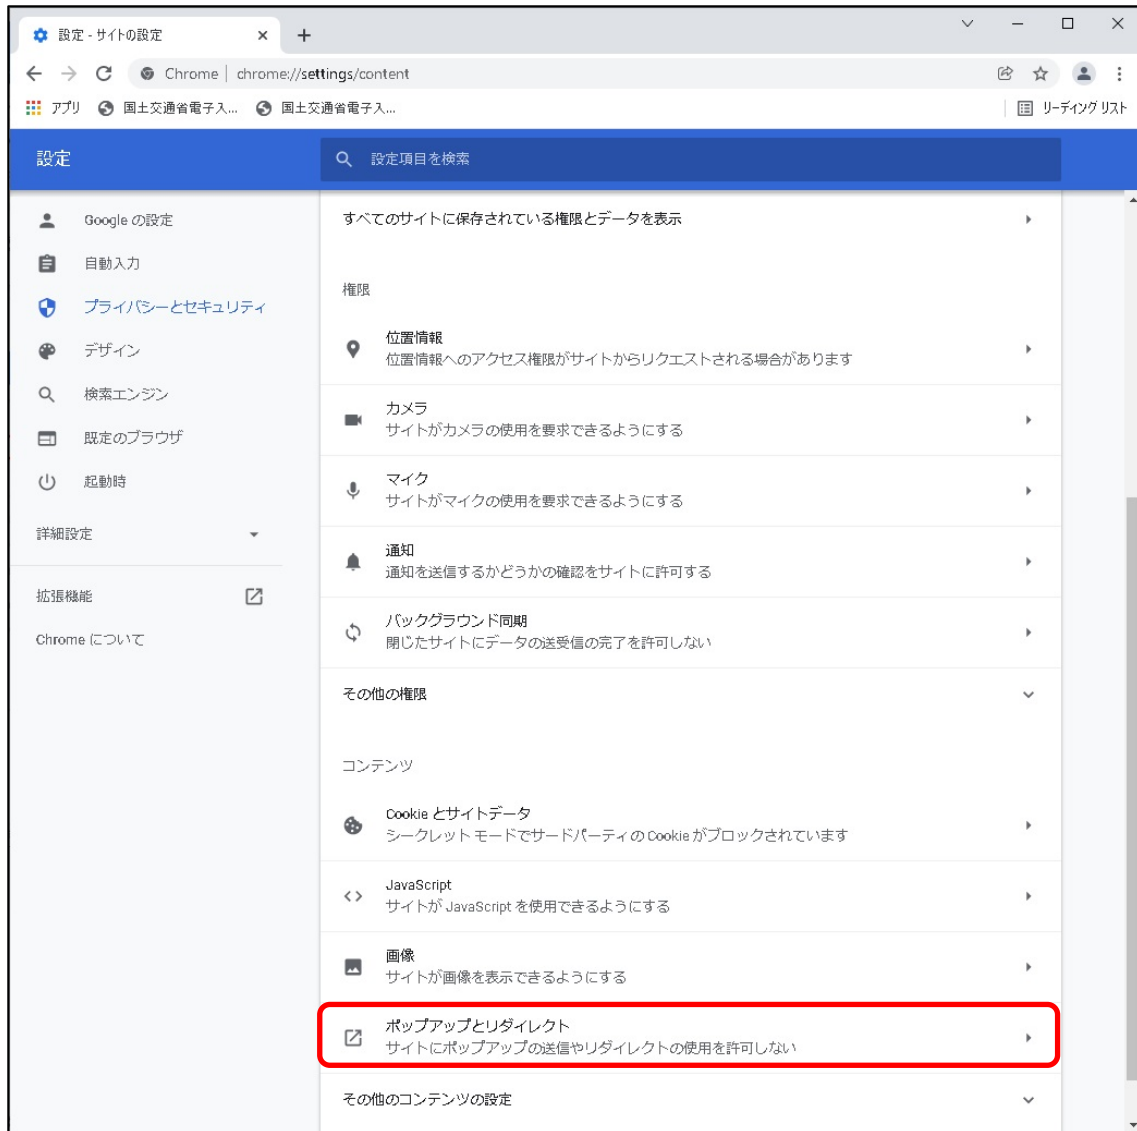 設定 - サイトの設定
Chrome | chrome://settings/content
アプリ 国土交通省電子入... 国土交通省電子入... リーディング リスト
設定
設定項目を検索
Google の設定
自動入力
プライバシーとセキュリティ
デザイン
検索エンジン
既定のブラウザ
起動時
詳細設定
拡張機能
Chrome について
すべてのサイトに保存されている権限とデータを表示
権限
位置情報
位置情報へのアクセス権限がサイトからリクエストされる場合があります
カメラ
サイトがカメラの使用を要求できるようにする
マイク
サイトがマイクの使用を要求できるようにする
通知
通知を送信するかどうかの確認をサイトに許可する
バックグラウンド同期
閉じたサイトにデータの送受信の完了を許可しない
その他の権限
コンテンツ
Cookie とサイトデータ
シークレット モードでサードパーティの Cookie がブロックされています
JavaScript
サイトが JavaScript を使用できるようにする
画像
サイトが画像を表示できるようにする
ポップアップとリダイレクト
サイトにポップアップの送信やリダイレクトの使用を許可しない
その他のコンテンツの設定